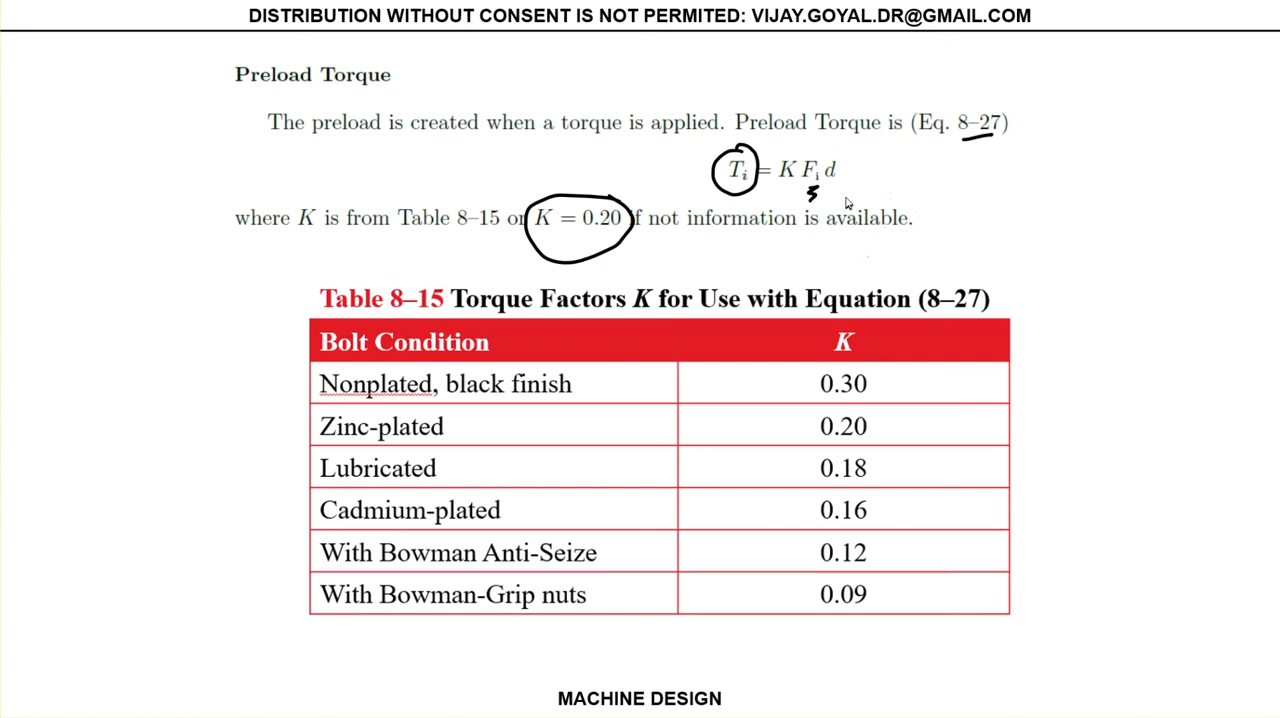 DISTRIBUTION WITHOUT CONSENT IS NOT PERMITED: VIJAY.GOYAL.DR@GMAIL.COM
Preload Torque
The preload is created when a torque is applied. Preload Torque is (Eq. 8–27)
T_i = K F_i d
where K is from Table 8–15 or K = 0.20 if not information is available.
Table 8–15 Torque Factors K for Use with Equation (8–27)
Bolt Condition K
Nonplated, black finish 0.30
Zinc-plated 0.20
Lubricated 0.18
Cadmium-plated 0.16
With Bowman Anti-Seize 0.12
With Bowman-Grip nuts 0.09
MACHINE DESIGN